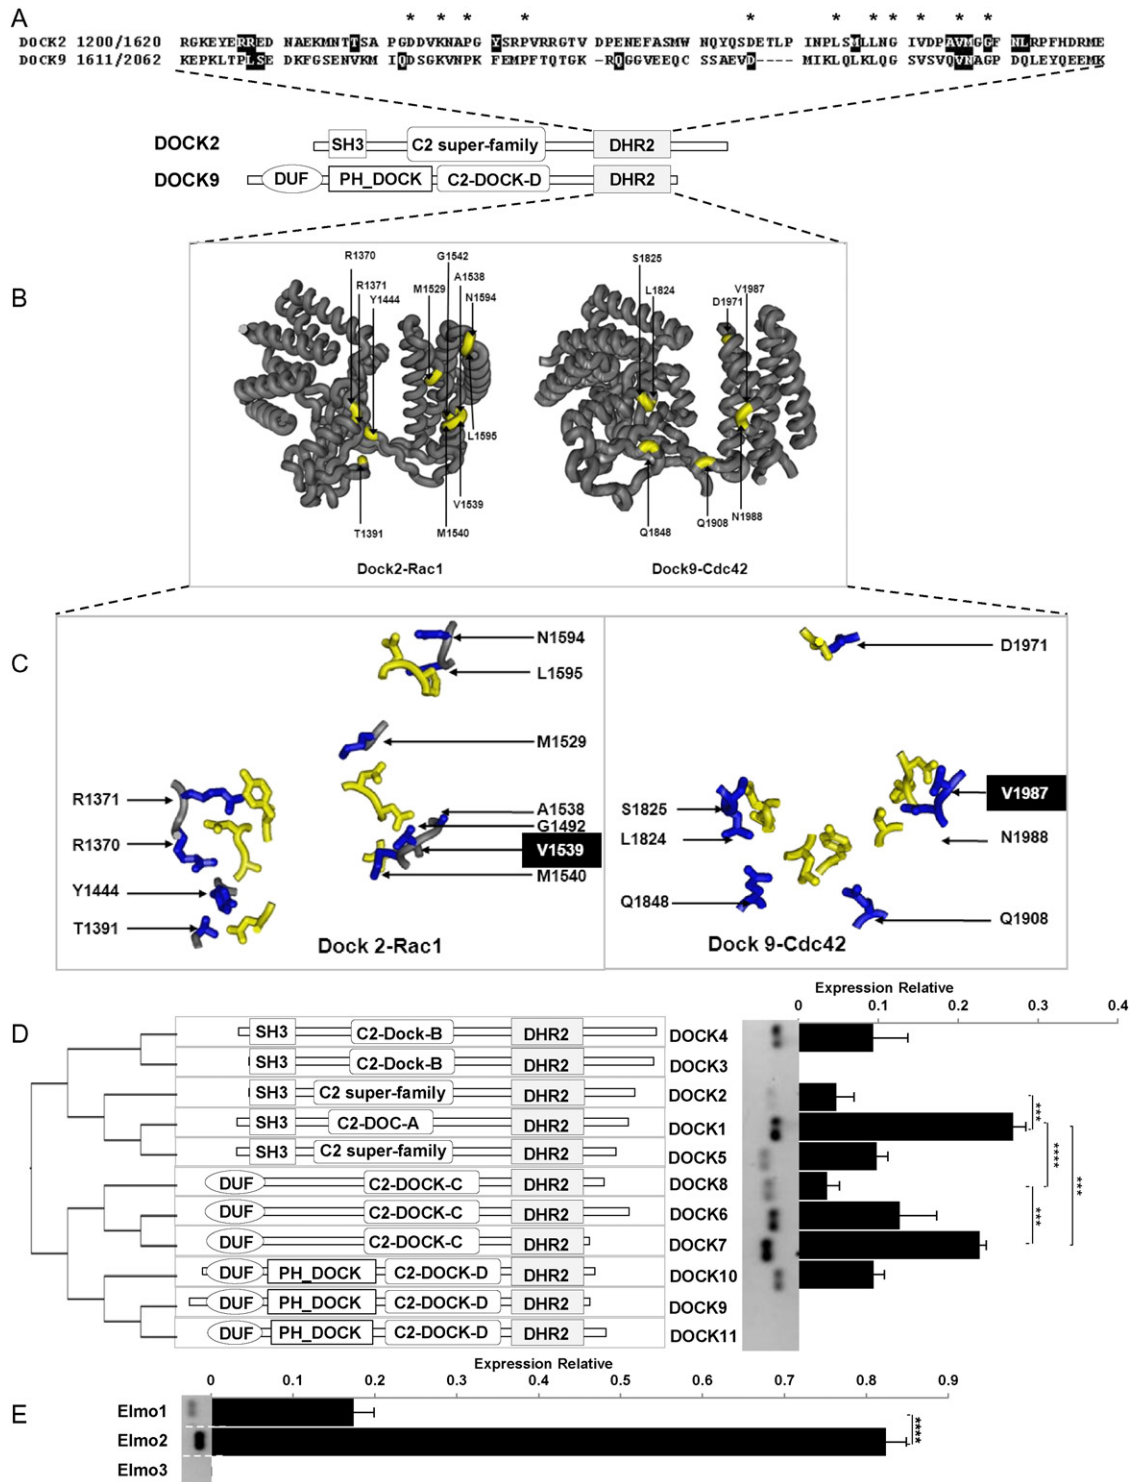 A
* * * * * * * * * * *
DOCK2 1200/1620 RGKEYERRED NAEKMNTTSA PGDDVKNAPG YSRPVRRGTV DPENEFASMW NQYQSDETLP INPLSMLLNG IVDPAVMGGF NLRPFHDRME
DOCK9 1611/2062 KEPKLTPLSE DKFGSENVKM IQDSGKVNPK FEMPFTQTGK -RQGGVEEQC SSAEVD---- MIKLQLKLQG SVSVQVNAGP DQLEYQEEMK
DOCK2 SH3 C2 super-family DHR2
DOCK9 DUF PH_DOCK C2-DOCK-D DHR2
B
R1370 G1542 S1825
R1371 A1538 L1824 V1987
Y1444 M1529 N1594 D1971
L1595
V1539
T1391 M1540 Q1848 Q1908 N1988
Dock2-Rac1 Dock9-Cdc42
C
N1594 D1971
L1595
M1529
R1371 A1538 S1825 V1987
R1370 G1492 L1824 N1988
V1539
Y1444 M1540 Q1848
T1391 Q1908
Dock 2-Rac1 Dock 9-Cdc42
D
Expression Relative
0 0.1 0.2 0.3 0.4
SH3 C2-Dock-B DHR2 DOCK4
SH3 C2-Dock-B DHR2 DOCK3
SH3 C2 super-family DHR2 DOCK2
SH3 C2-DOC-A DHR2 DOCK1
SH3 C2 super-family DHR2 DOCK5
DUF C2-DOCK-C DHR2 DOCK8
DUF C2-DOCK-C DHR2 DOCK6
DUF C2-DOCK-C DHR2 DOCK7
DUF PH_DOCK C2-DOCK-D DHR2 DOCK10
DUF PH_DOCK C2-DOCK-D DHR2 DOCK9
DUF PH_DOCK C2-DOCK-D DHR2 DOCK11
*** **** *** ***
Expression Relative
0 0.1 0.2 0.3 0.4 0.5 0.6 0.7 0.8 0.9
E
Elmo1
Elmo2 ****
Elmo3